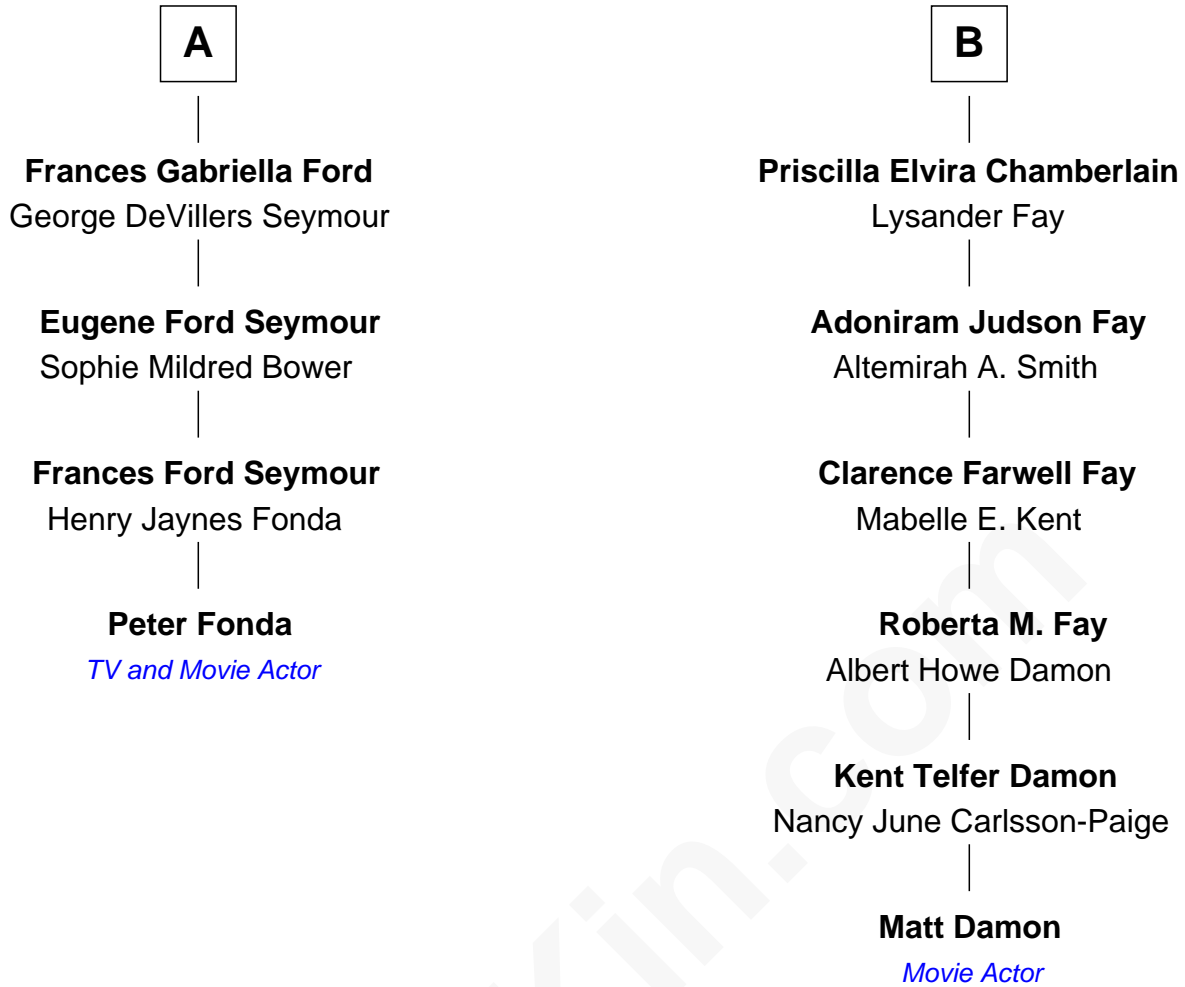 A
Frances Gabriella Ford
George DeVillers Seymour
Eugene Ford Seymour
Sophie Mildred Bower
Frances Ford Seymour
Henry Jaynes Fonda
Peter Fonda
TV and Movie Actor
B
Priscilla Elvira Chamberlain
Lysander Fay
Adoniram Judson Fay
Altemirah A. Smith
Clarence Farwell Fay
Mabelle E. Kent
Roberta M. Fay
Albert Howe Damon
Kent Telfer Damon
Nancy June Carlsson-Paige
Matt Damon
Movie Actor
Kin.com